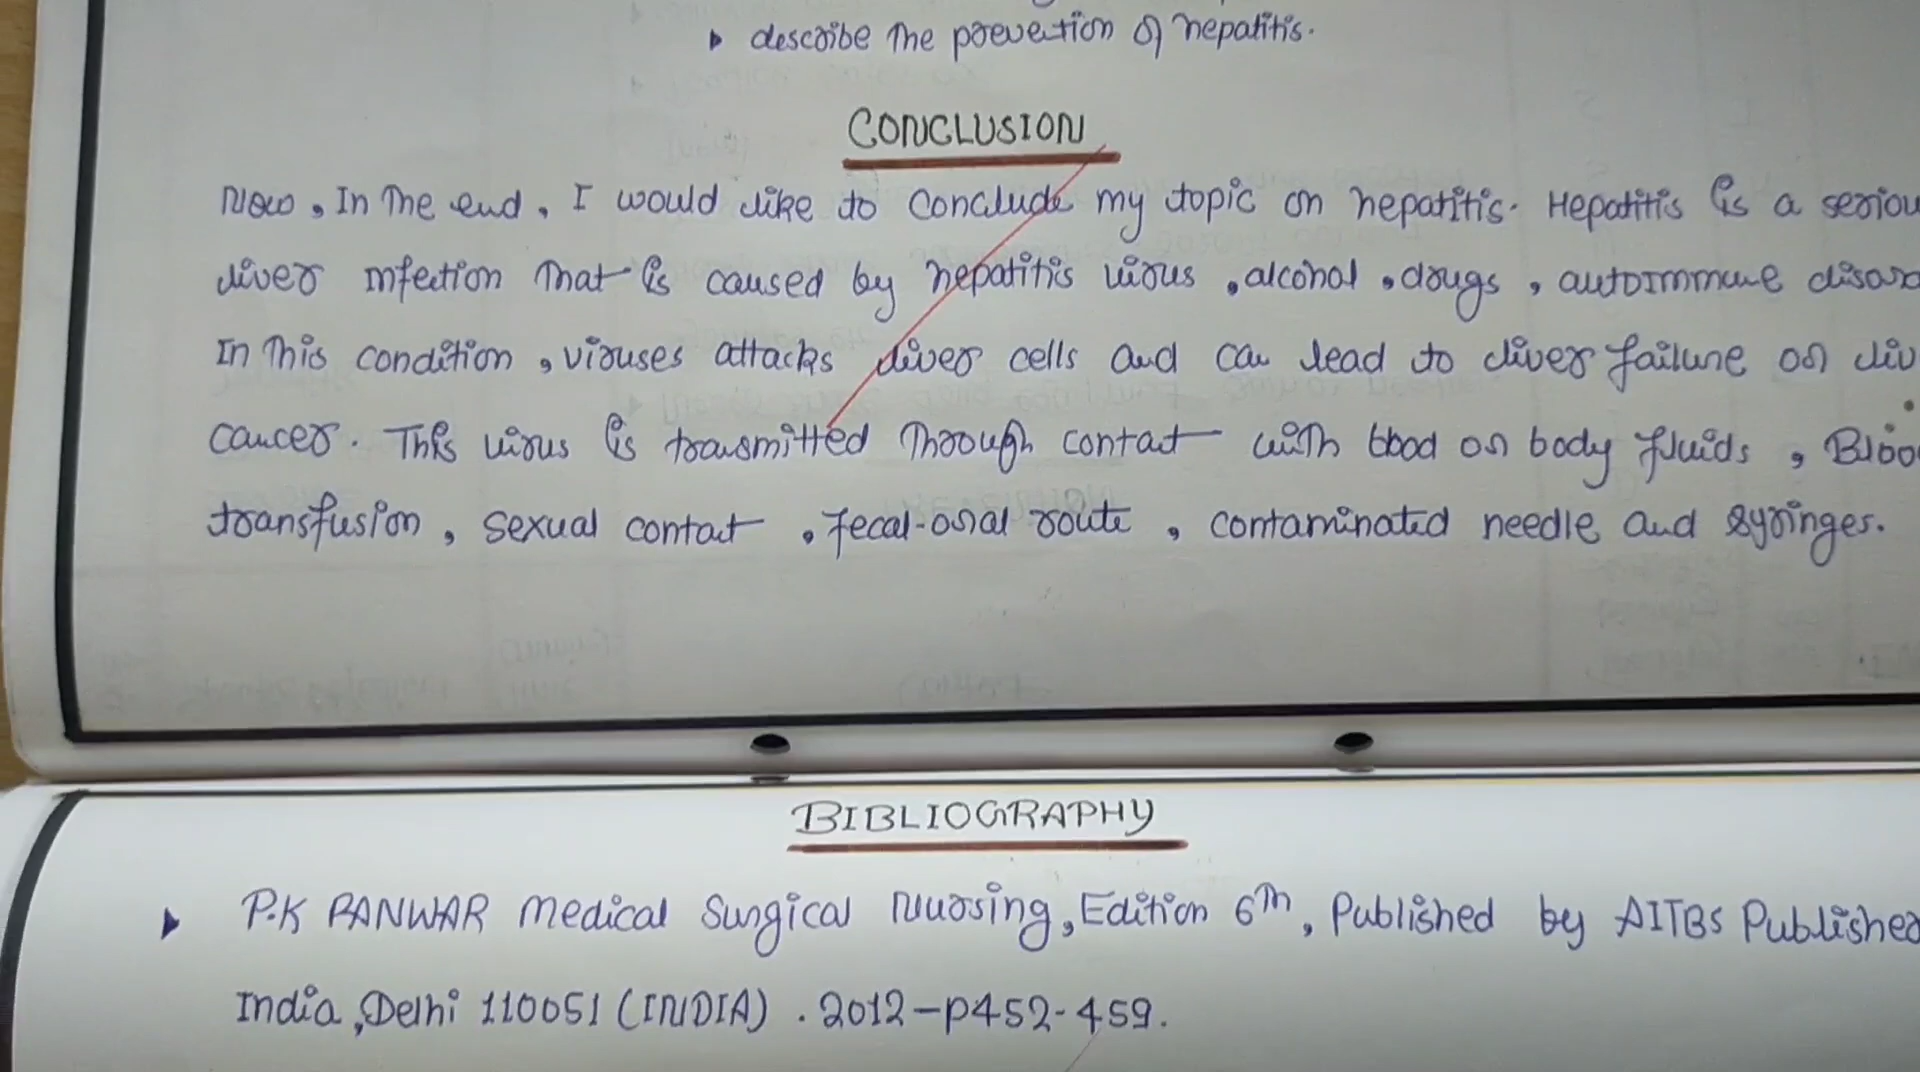 ▸ describe the prevention of hepatitis.
CONCLUSION
Now, In the end, I would like to conclude my topic on hepatitis. Hepatitis is a seriou
liver infection that is caused by hepatitis virus, alcohol, drugs, autoimmune disord
In this condition, viruses attacks liver cells and can lead to liver failure or liv
cancer. This virus is transmitted through contact with blood or body fluids, Bloo
transfusion, sexual contact, fecal-oral route, contaminated needle and syringes.
BIBLIOGRAPHY
▸ P.K PANWAR Medical Surgical Nursing, Edition 6th, Published by AITBS Publisher
India, Delhi 110051 (INDIA). 2012-p452-459.